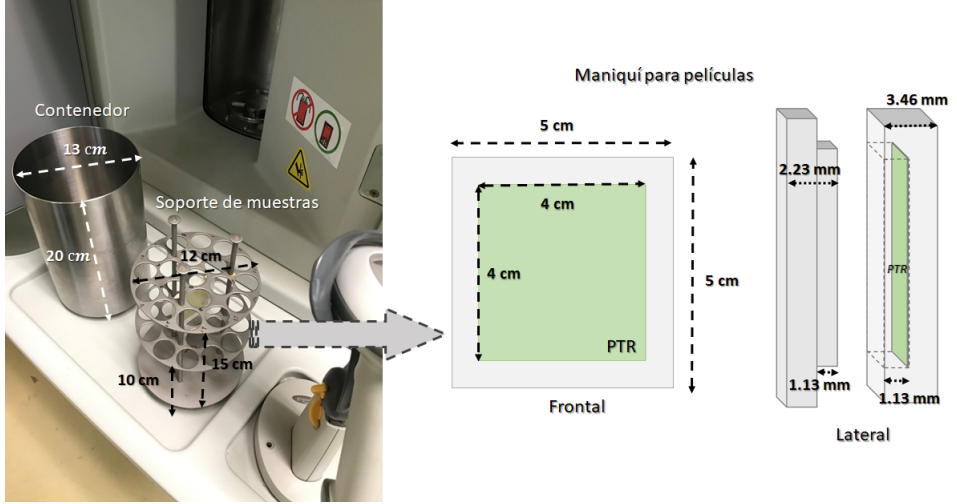 Contenedor
13 cm
20 cm
Soporte de muestras
12 cm
15 cm
10 cm
Maniquí para películas
5 cm
4 cm
4 cm
5 cm
PTR
Frontal
3.46 mm
2.23 mm
PTR
1.13 mm
1.13 mm
Lateral